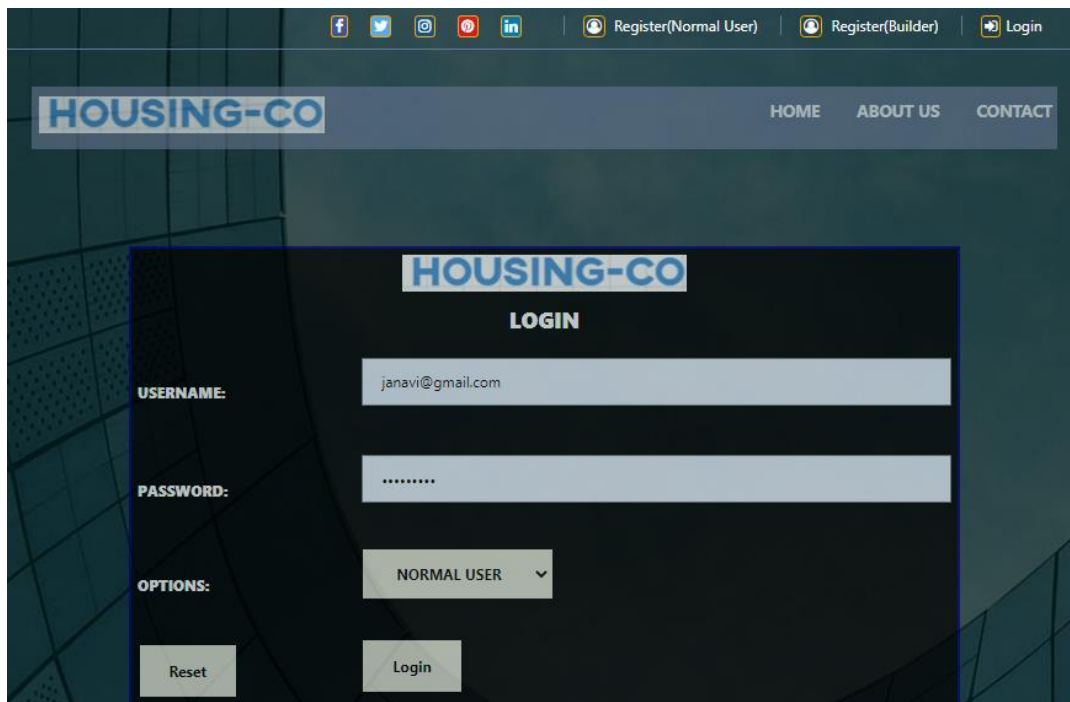 Register(Normal User) Register(Builder) Login
HOUSING-CO HOME ABOUT US CONTACT
HOUSING-CO
LOGIN
USERNAME: janavi@gmail.com
PASSWORD: •••••••••
OPTIONS: NORMAL USER
Reset Login